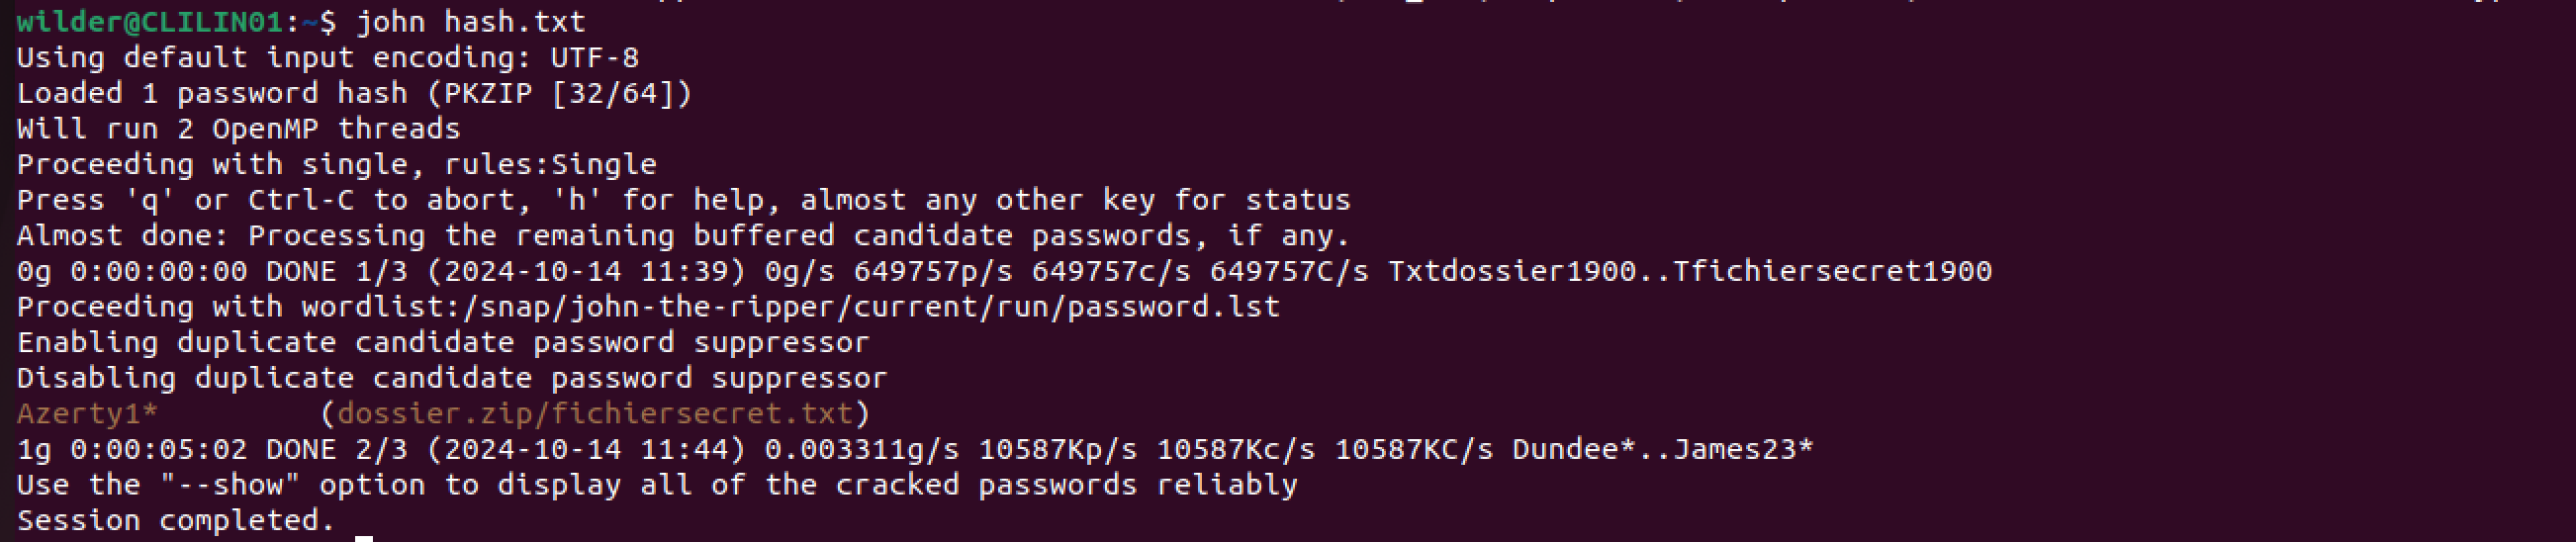 wilder@CLILIN01:~$ john hash.txt
Using default input encoding: UTF-8
Loaded 1 password hash (PKZIP [32/64])
Will run 2 OpenMP threads
Proceeding with single, rules:Single
Press 'q' or Ctrl-C to abort, 'h' for help, almost any other key for status
Almost done: Processing the remaining buffered candidate passwords, if any.
0g 0:00:00:00 DONE 1/3 (2024-10-14 11:39) 0g/s 649757p/s 649757c/s 649757C/s Txtdossier1900..Tfichiersecret1900
Proceeding with wordlist:/snap/john-the-ripper/current/run/password.lst
Enabling duplicate candidate password suppressor
Disabling duplicate candidate password suppressor
Azerty1*         (dossier.zip/fichiersecret.txt)
1g 0:00:05:02 DONE 2/3 (2024-10-14 11:44) 0.003311g/s 10587Kp/s 10587Kc/s 10587KC/s Dundee*..James23*
Use the "--show" option to display all of the cracked passwords reliably
Session completed.